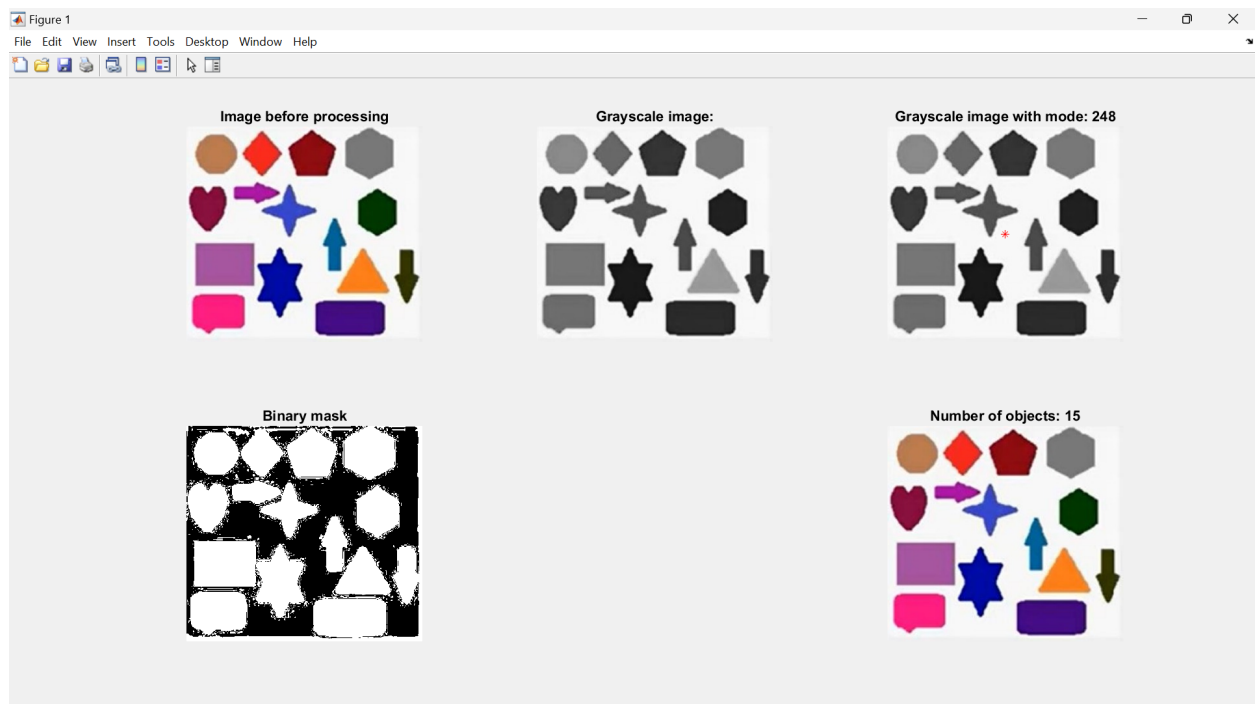 Figure 1
File Edit View Insert Tools Desktop Window Help
Image before processing
Grayscale image:
Grayscale image with mode: 248
Binary mask
Number of objects: 15